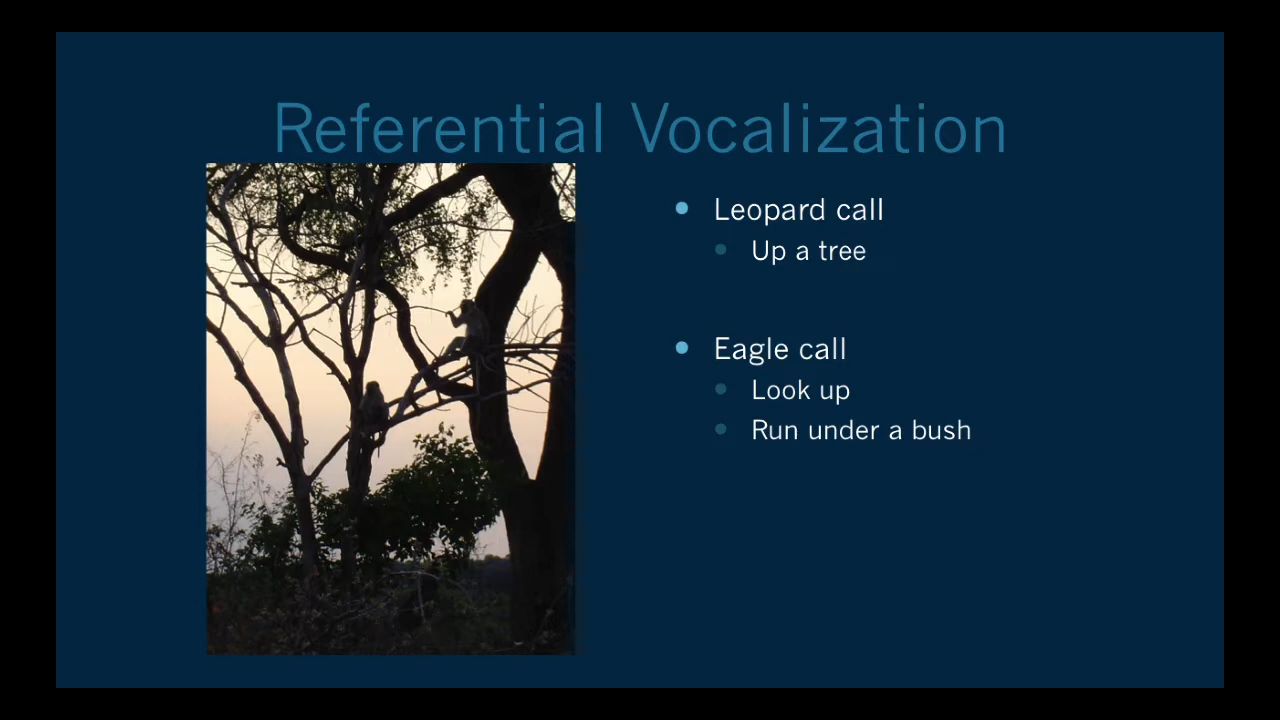 Referential Vocalization
Leopard call
Up a tree
Eagle call
Look up
Run under a bush